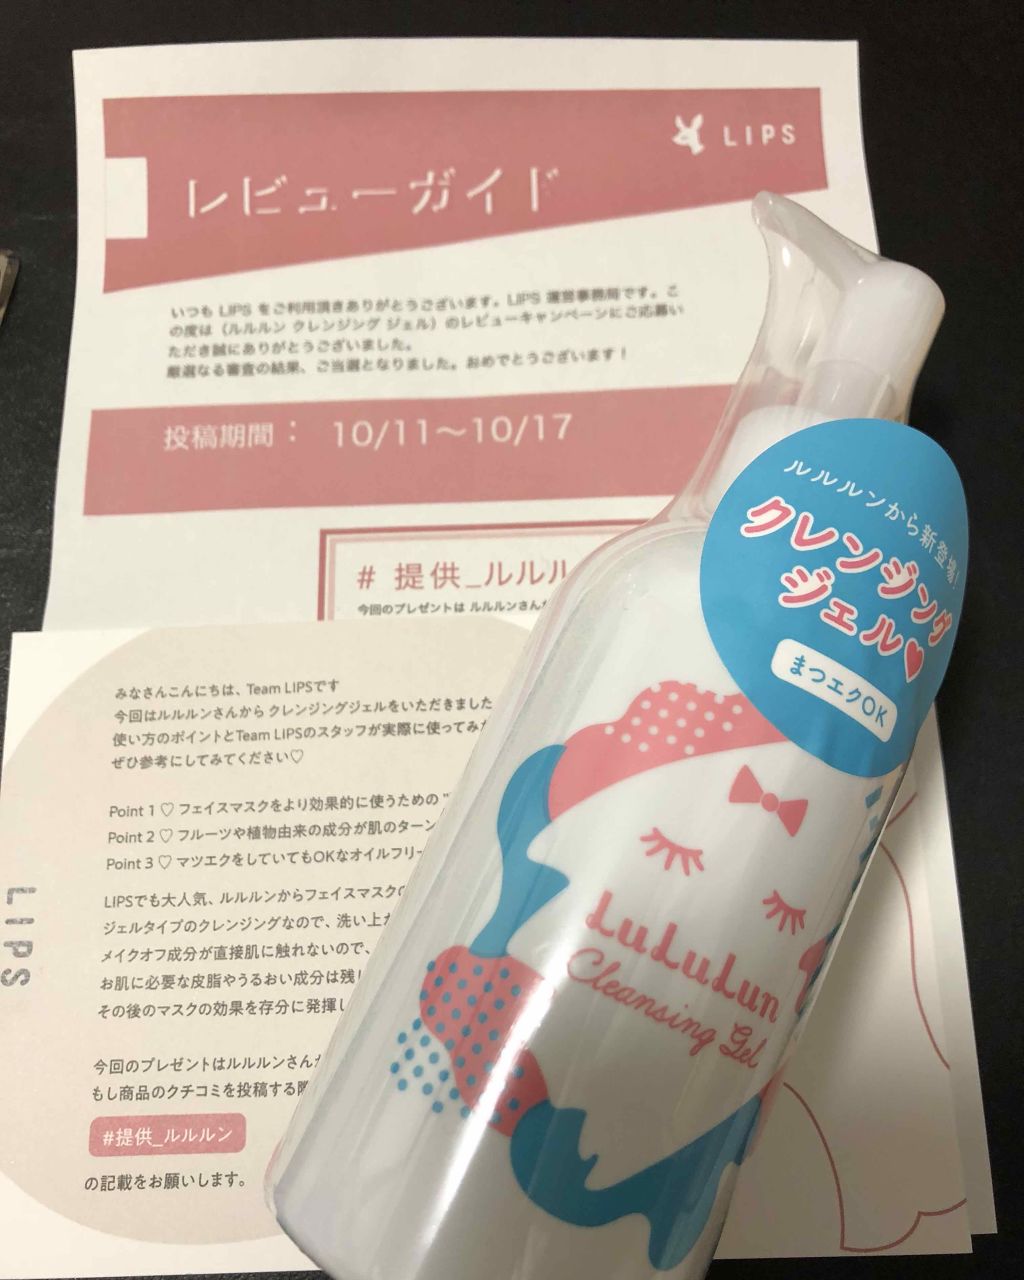 LIPS
レビューガイド
いつも LIPS をご利用頂きありがとうございます。LIPS 運営事務局です。こ
の度は（ルルルン クレンジング ジェル）のレビューキャンペーンにご応募い
ただき誠にありがとうございました。
厳選なる審査の結果、ご当選となりました。おめでとうございます！
投稿期間： 10/11〜10/17
# 提供_ルルル
今回のプレゼントは ルルルンさんか
みなさんこんにちは、Team LIPSです
今回はルルルンさんから クレンジングジェルをいただきました
使い方のポイントとTeam LIPSのスタッフが実際に使ってみた
ぜひ参考にしてみてください♡
Point 1 ♡ フェイスマスクをより効果的に使うための "
Point 2 ♡ フルーツや植物由来の成分が肌のターン
Point 3 ♡ マツエクをしていてもOKなオイルフリー
LIPSでも大人気、ルルルンからフェイスマスクの
ジェルタイプのクレンジングなので、洗い上が
メイクオフ成分が直接肌に触れないので、
お肌に必要な皮脂やうるおい成分は残し
その後のマスクの効果を存分に発揮し
今回のプレゼントはルルルンさんか
もし商品のクチコミを投稿する際
#提供_ルルルン
の記載をお願いします。
LIPS
ルルルンから新登場！
クレンジング
ジェル♥
まつエクOK
LuLuLun
Cleansing Gel